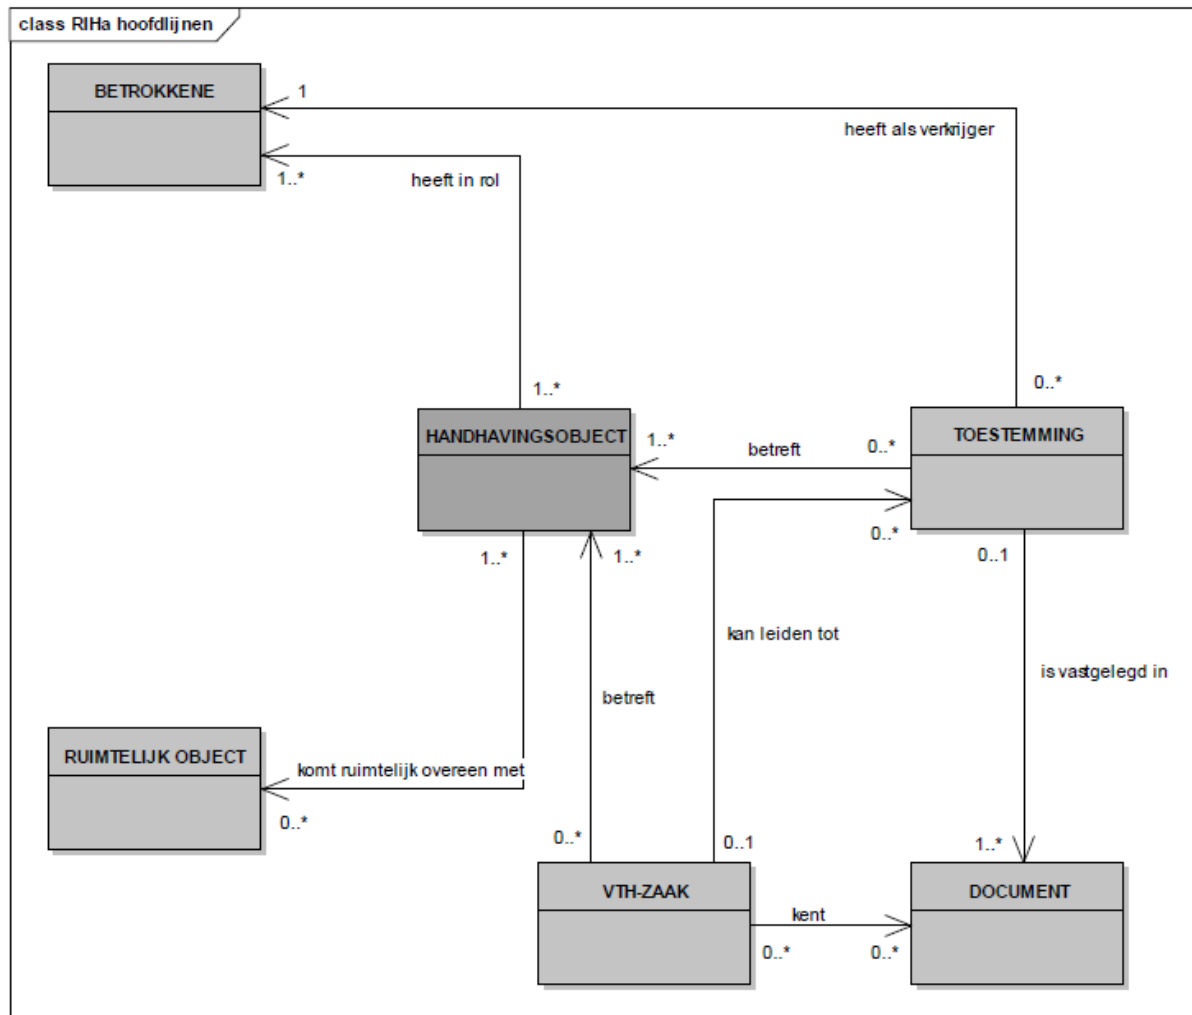 class RIHa hoofdlijnen
BETROKKENE
1
heeft als verkrijger
1..*
heeft in rol
1..*
0..*
HANDHAVINGSOBJECT
1..*
betreft
0..*
TOESTEMMING
0..*
1..*
1..*
0..1
kan leiden tot
is vastgelegd in
betreft
RUIMTELIJK OBJECT
komt ruimtelijk overeen met
0..*
0..*
0..1
1..*
VTH-ZAAK
kent
DOCUMENT
0..*
0..*